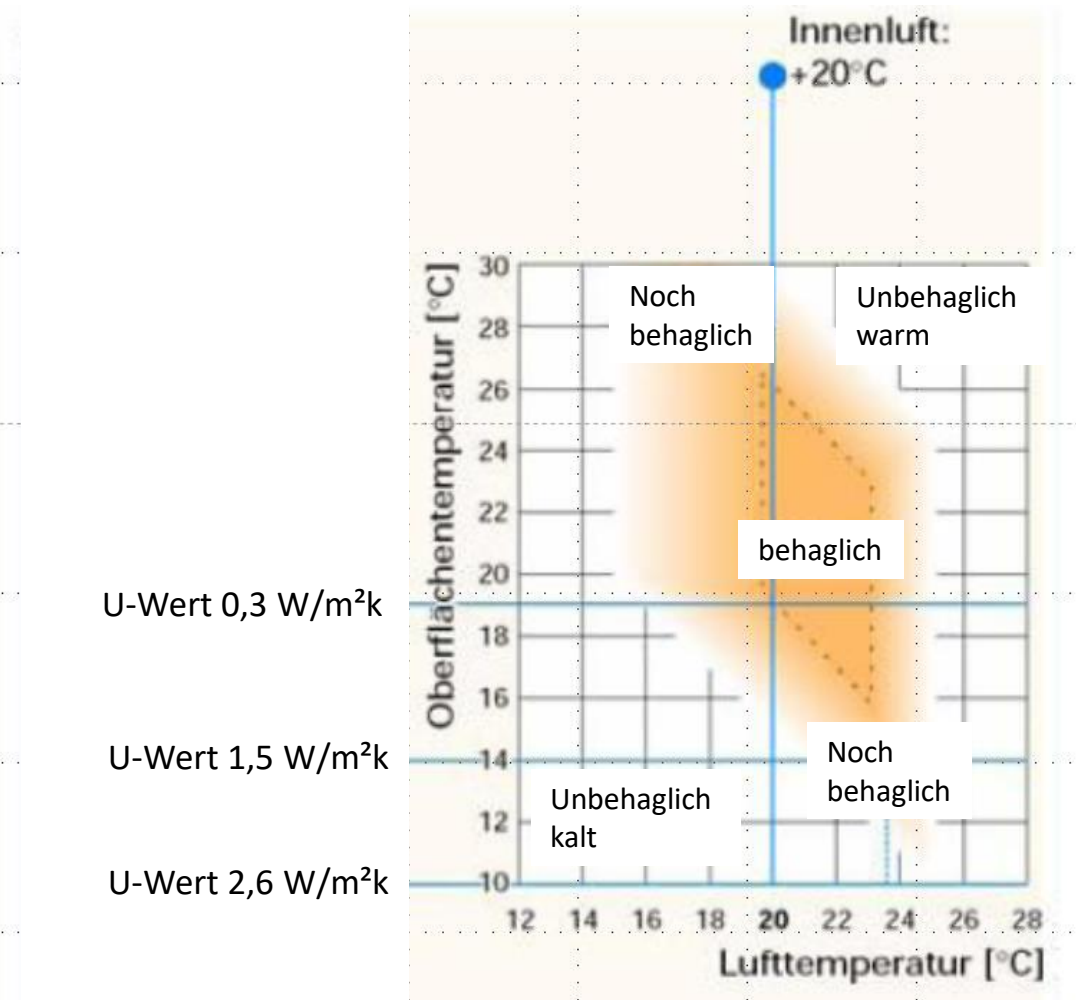 Innenluft:
+20°C
Oberflächentemperatur [°C]
30
28
26
24
22
20
18
16
14
12
10
Noch
behaglich
Unbehaglich
warm
behaglich
Noch
behaglich
Unbehaglich
kalt
U-Wert 0,3 W/m²k
U-Wert 1,5 W/m²k
U-Wert 2,6 W/m²k
12 14 16 18 20 22 24 26 28
Lufttemperatur [°C]